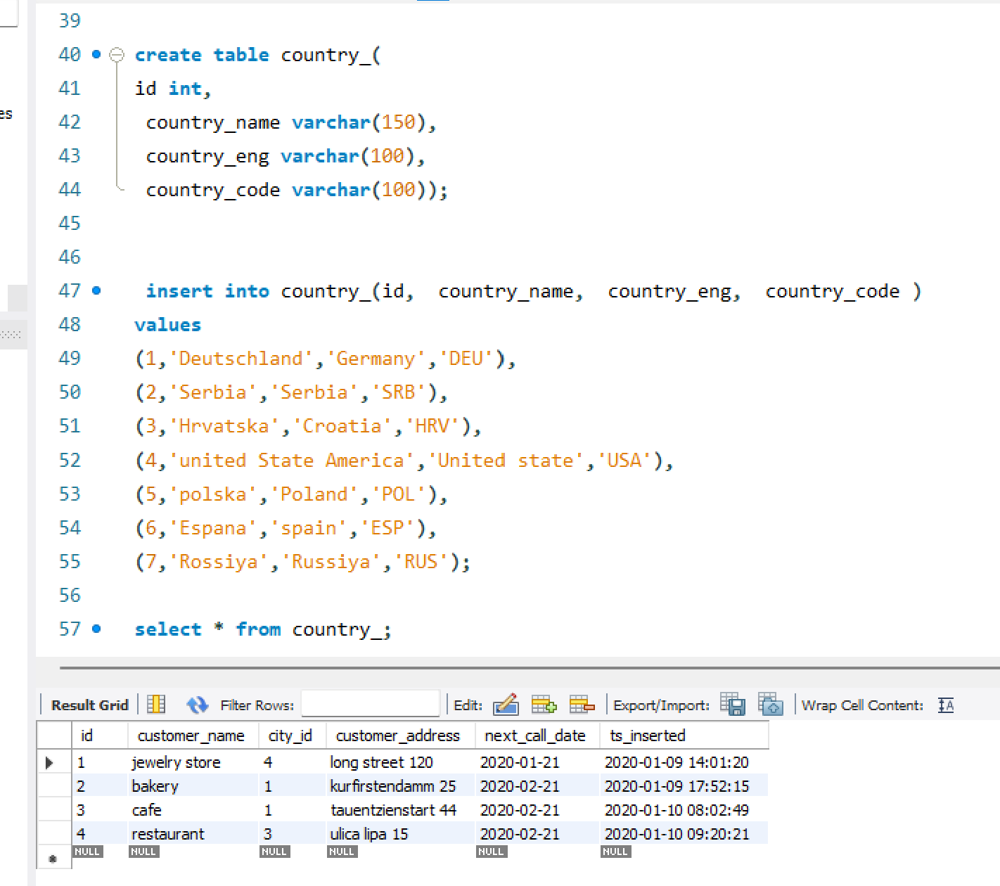 39
40 create table country_(
41 id int,
es
42 country_name varchar(150),
43 country_eng varchar(100),
44 country_code varchar(100));
45
46
47 insert into country_(id, country_name, country_eng, country_code )
48 values
49 (1,'Deutschland','Germany','DEU'),
50 (2,'Serbia','Serbia','SRB'),
51 (3,'Hrvatska','Croatia','HRV'),
52 (4,'united State America','United state','USA'),
53 (5,'polska','Poland','POL'),
54 (6,'Espana','spain','ESP'),
55 (7,'Rossiya','Russiya','RUS');
56
57 select * from country_;
Result Grid Filter Rows: Edit: Export/Import: Wrap Cell Content: IA
id customer_name city_id customer_address next_call_date ts_inserted
1 jewelry store 4 long street 120 2020-01-21 2020-01-09 14:01:20
2 bakery 1 kurfirstendamm 25 2020-02-21 2020-01-09 17:52:15
3 cafe 1 tauentzienstart 44 2020-02-21 2020-01-10 08:02:49
4 restaurant 3 ulica lipa 15 2020-02-21 2020-01-10 09:20:21
NULL NULL NULL NULL NULL NULL